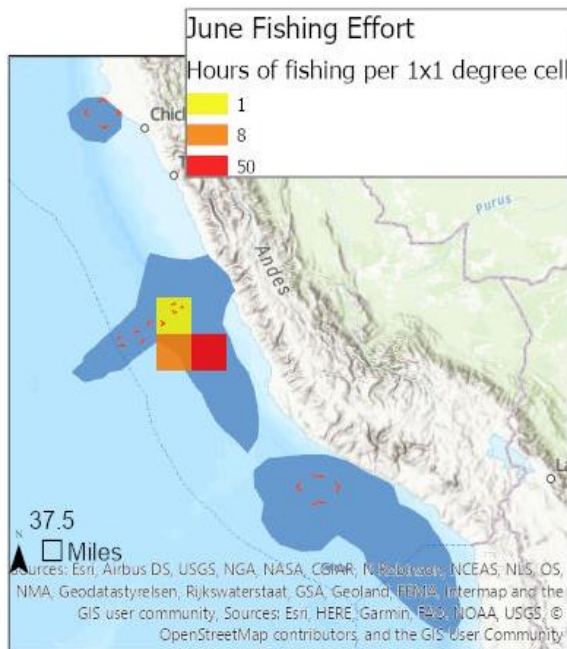 June Fishing Effort
Hours of fishing per 1x1 degree cell
1
8
50
Chicl
T
Purus
Andes
La
37.5
N
Miles
Sources: Esri, Airbus DS, USGS, NGA, NASA, CGIAR, N Robinson, NCEAS, NLS, OS,
NMA, Geodatastyrelsen, Rijkswaterstaat, GSA, Geoland, FEMA, Intermap and the
GIS user community, Sources: Esri, HERE, Garmin, FAO, NOAA, USGS, ©
OpenStreetMap contributors, and the GIS User Community